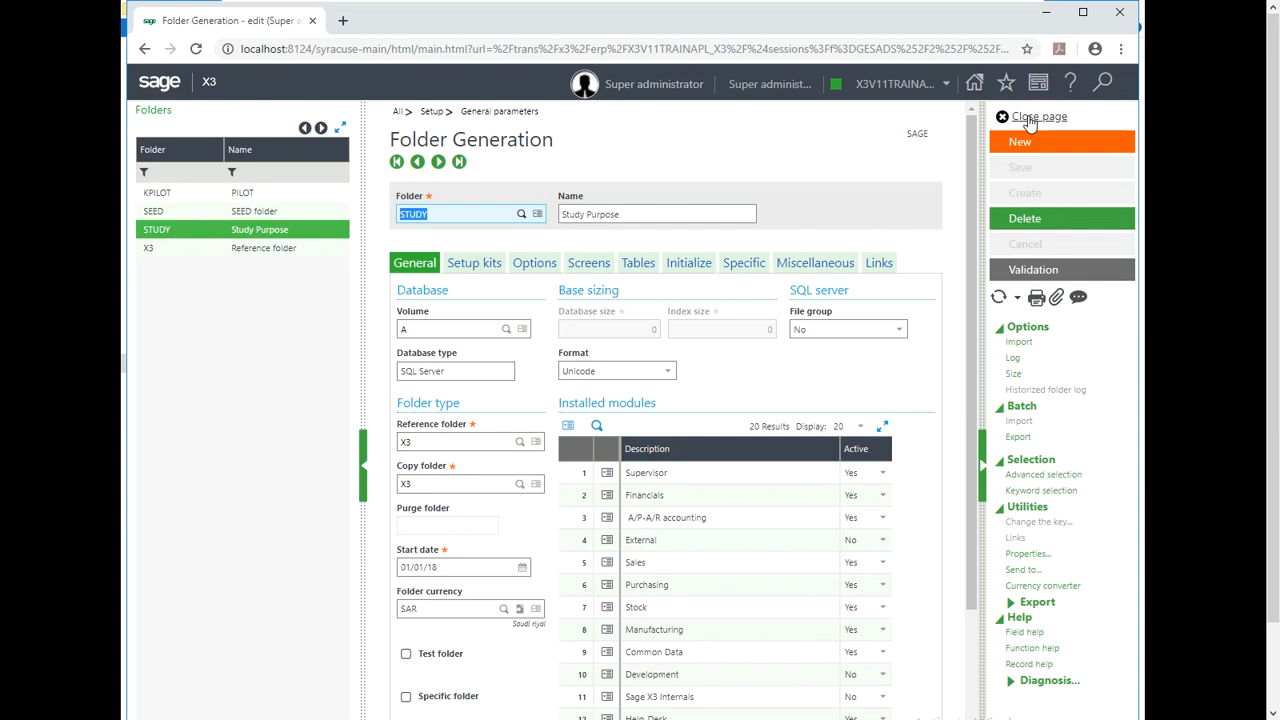 sage Folder Generation - edit (Super a
localhost:8124/syracuse-main/html/main.html?url=%2Ftrans%2Fx3%2Ferp%2FX3V11TRAINAPL_X3%2F%24sessions%3Ff%3DGESADS%252F2%252F%252F...
sage X3 Super administrator Super administ... X3V11TRAINA...
Folders
Folder Name
KPILOT PILOT
SEED SEED folder
STUDY Study Purpose
X3 Reference folder
All > Setup > General parameters
Folder Generation
SAGE
Folder * Name
STUDY Study Purpose
General Setup kits Options Screens Tables Initialize Specific Miscellaneous Links
Database Base sizing SQL server
Volume Database size * Index size * File group
A 0 0 No
Database type Format
SQL Server Unicode
Folder type Installed modules
Reference folder *
20 Results Display: 20
X3
Copy folder *
X3
Purge folder
Start date *
01/01/18
Folder currency
SAR
Saudi riyal
Test folder
Specific folder
Description Active
1 Supervisor Yes
2 Financials Yes
3 A/P-A/R accounting Yes
4 External No
5 Sales Yes
6 Purchasing Yes
7 Stock Yes
8 Manufacturing Yes
9 Common Data Yes
10 Development Yes
11 Sage X3 Internals No
12 Help Desk Yes
Close page
New
Save
Create
Delete
Cancel
Validation
Options
Import
Log
Size
Historized folder log
Batch
Import
Export
Selection
Advanced selection
Keyword selection
Utilities
Change the key...
Links
Properties...
Send to...
Currency converter
Export
Help
Field help
Function help
Record help
Diagnosis...